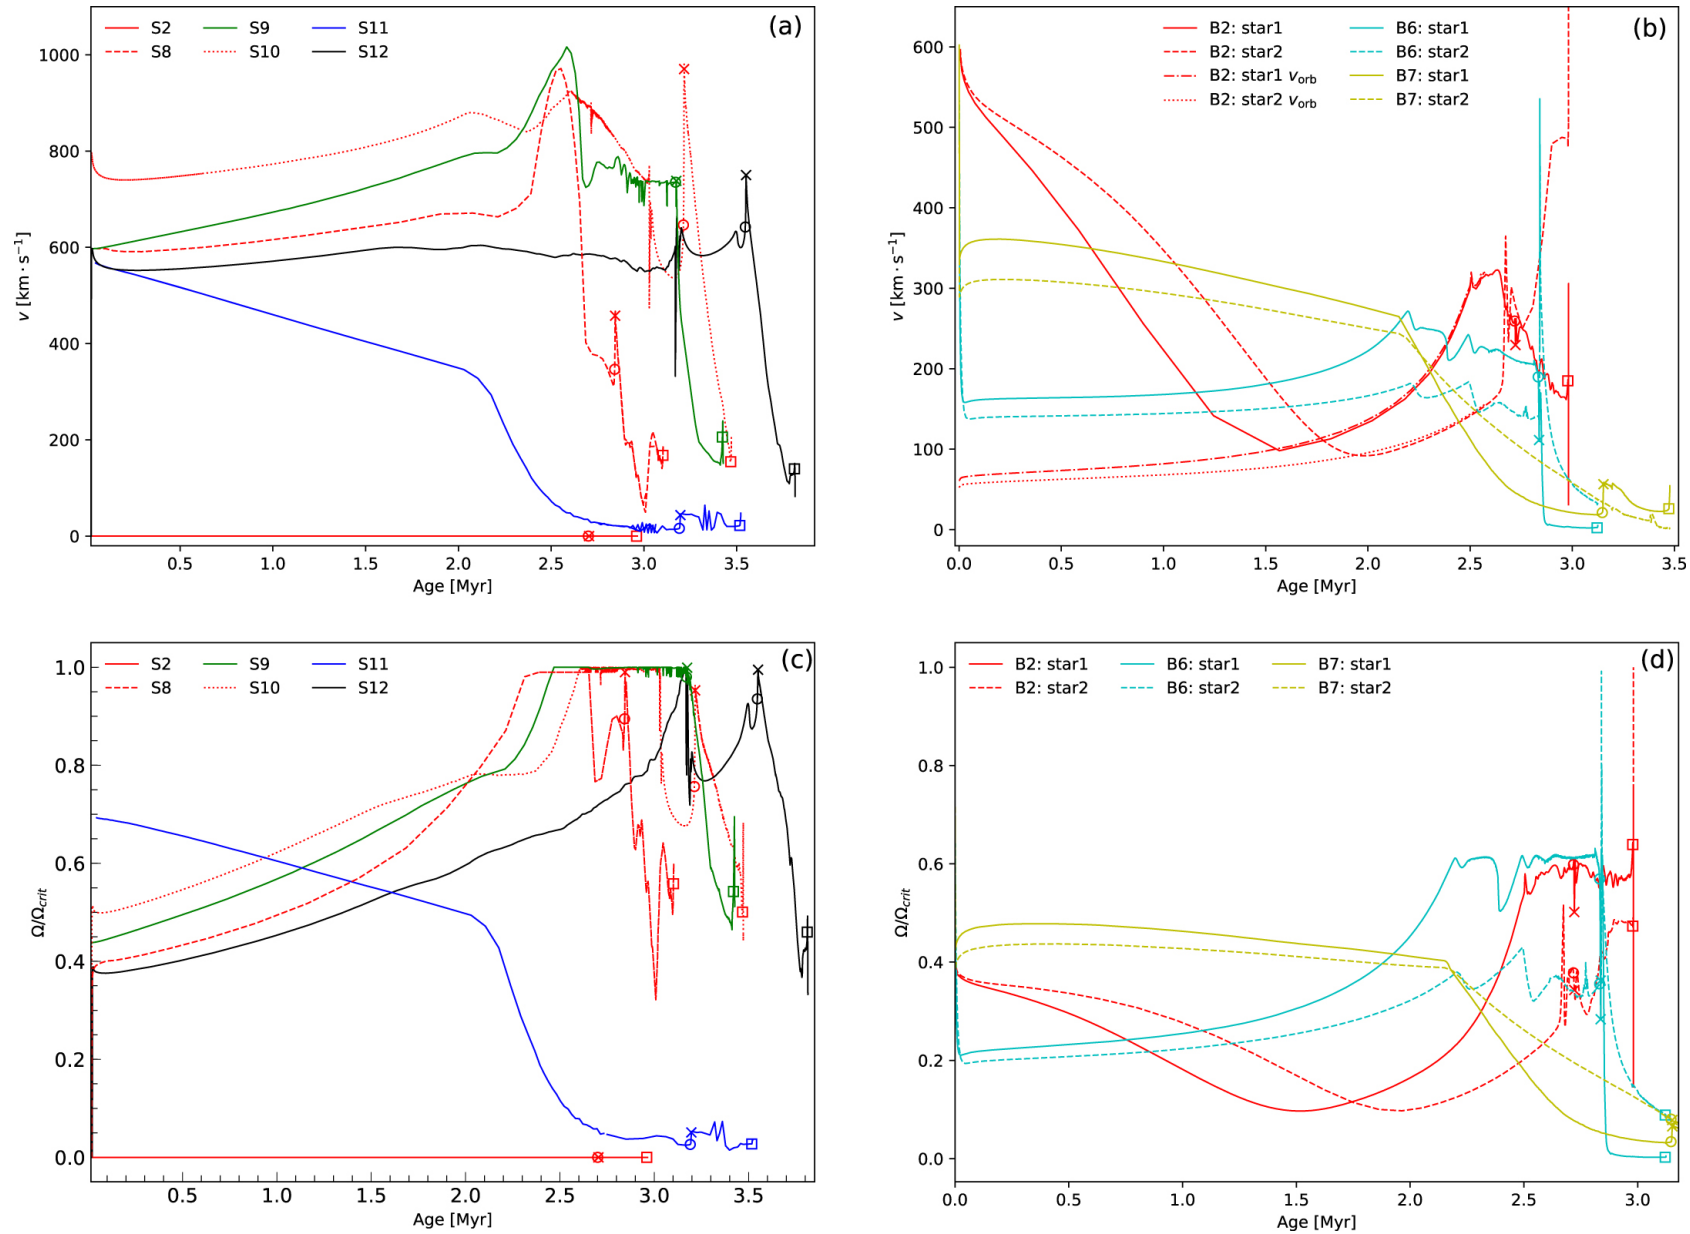 S2 S9 S11 (a)
S8 S10 S12
1000
800
600
400
200
0
v [km · s⁻¹]
0.5 1.0 1.5 2.0 2.5 3.0 3.5
Age [Myr]
B2: star1 B6: star1 (b)
B2: star2 B6: star2
B2: star1 v_orb B7: star1
B2: star2 v_orb B7: star2
600
500
400
300
200
100
0
v [km · s⁻¹]
0.0 0.5 1.0 1.5 2.0 2.5 3.0 3.5
Age [Myr]
S2 S9 S11 (c)
S8 S10 S12
1.0
0.8
0.6
0.4
0.2
0.0
Ω/Ω_crit
0.5 1.0 1.5 2.0 2.5 3.0 3.5
Age [Myr]
B2: star1 B6: star1 B7: star1 (d)
B2: star2 B6: star2 B7: star2
1.0
0.8
0.6
0.4
0.2
0.0
Ω/Ω_crit
0.0 0.5 1.0 1.5 2.0 2.5 3.0
Age [Myr]